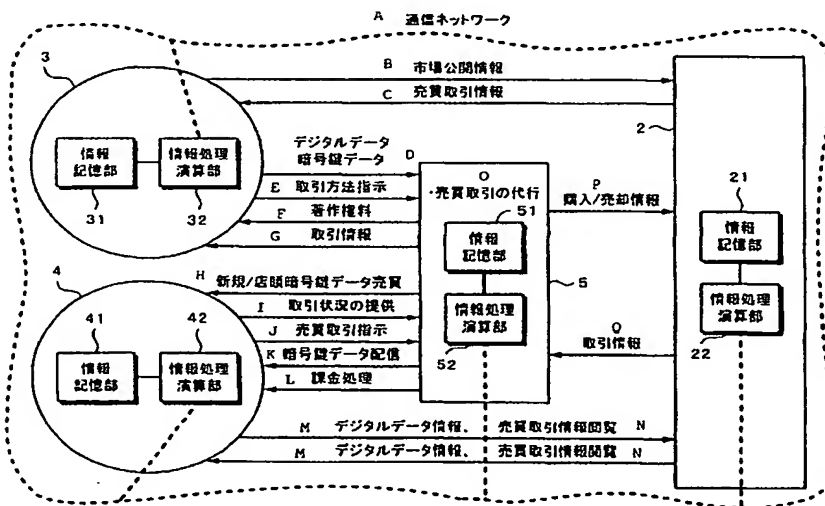 A 通信ネットワーク
3
B 市場公開情報
C 売買取引情報
2
デジタルデータ
暗号鍵データ D
E 取引方法指示
F 著作権料
G 取引情報
情報
記憶部
情報処理
演算部
31
32
O
・売買取引の代行
51
情報
記憶部
情報処理
演算部
52
5
P
購入/売却情報
Q
取引情報
21
情報
記憶部
情報処理
演算部
22
H 新規/店頭暗号鍵データ売買
I 取引状況の提供
J 売買取引指示
K 暗号鍵データ配信
L 課金処理
4
41
42
情報
記憶部
情報処理
演算部
M デジタルデータ情報、 売買取引情報閲覧 N
M デジタルデータ情報、 売買取引情報閲覧 N